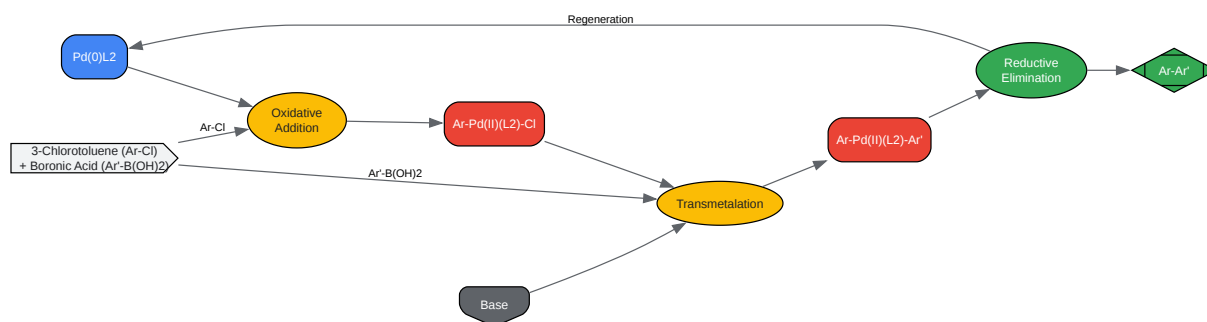 Regeneration
Pd(0)L2
Reductive
Elimination
Ar-Ar'
Oxidative
Addition
Ar-Pd(II)(L2)-Cl
Ar-Cl
Ar-Pd(II)(L2)-Ar'
3-Chlorotoluene (Ar-Cl)
+ Boronic Acid (Ar'-B(OH)2)
Ar'-B(OH)2
Transmetalation
Base